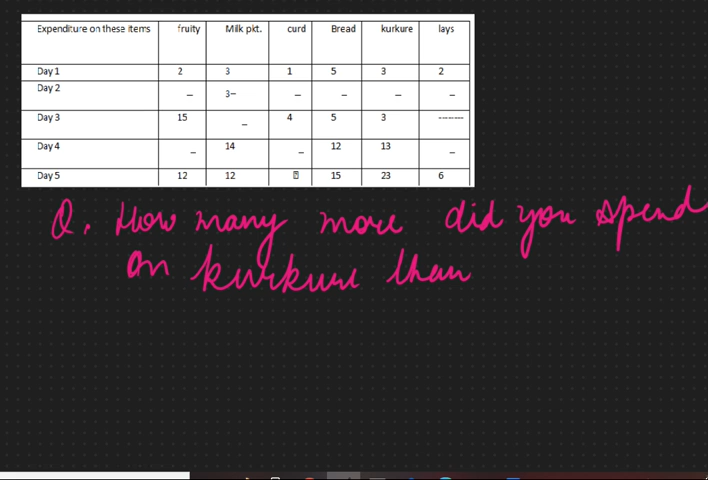 Expenditure on these items fruity Milk pkt. curd Bread kurkure lays
Day 1 2 3 1 5 3 2
Day 2 _ 3-- _ _ _ _
Day 3 15 _ 4 5 3 --------
Day 4 _ 14 _ 12 13 _
Day 5 12 12 15 23 6
Q. How many more did you spend
on kurkure than